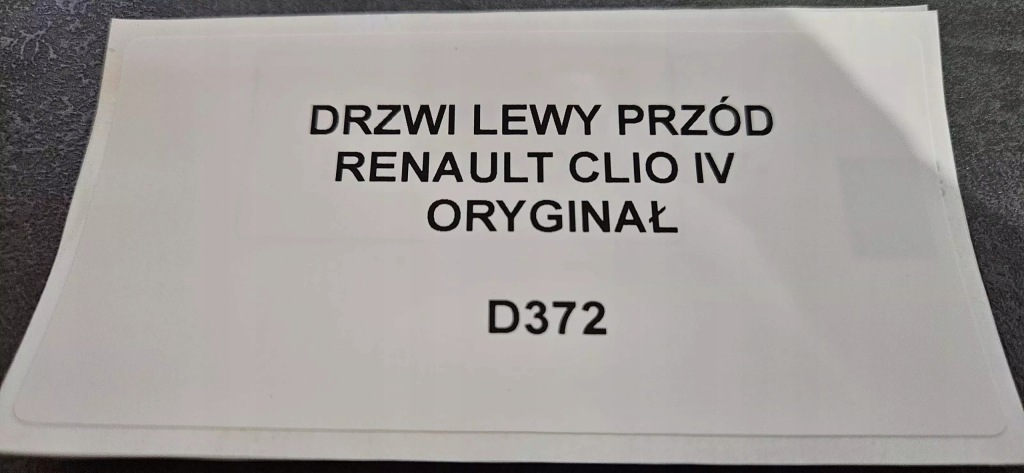 DRZWI LEWY PRZÓD
RENAULT CLIO IV
ORYGINAŁ
D372